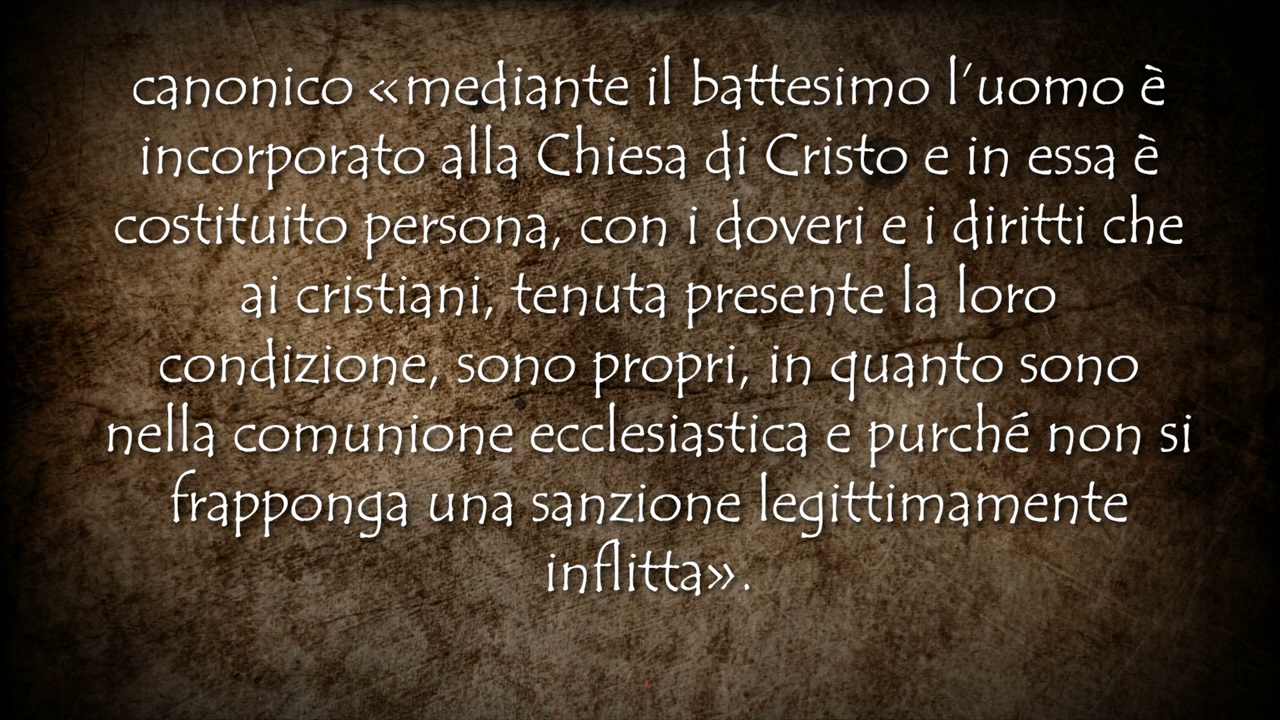 canonico «mediante il battesimo l’uomo è
incorporato alla Chiesa di Cristo e in essa è
costituito persona, con i doveri e i diritti che
ai cristiani, tenuta presente la loro
condizione, sono propri, in quanto sono
nella comunione ecclesiastica e purché non si
frapponga una sanzione legittimamente
inflitta».